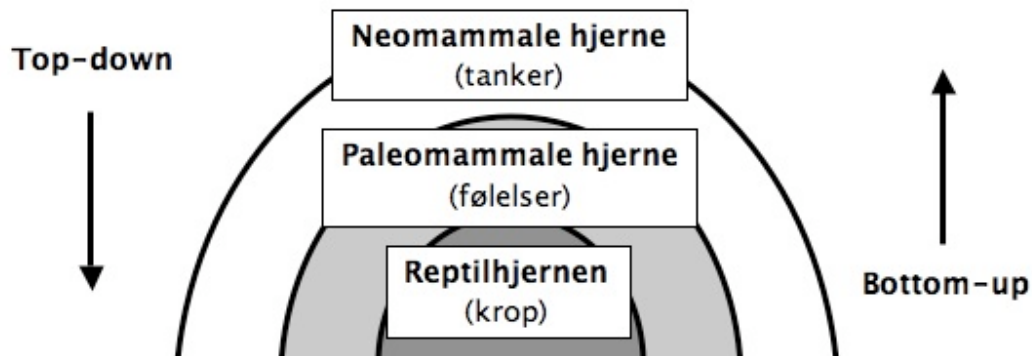 Top-down
Neomammale hjerne
(tanker)
Paleomammale hjerne
(følelser)
Reptilhjernen
(krop)
Bottom-up